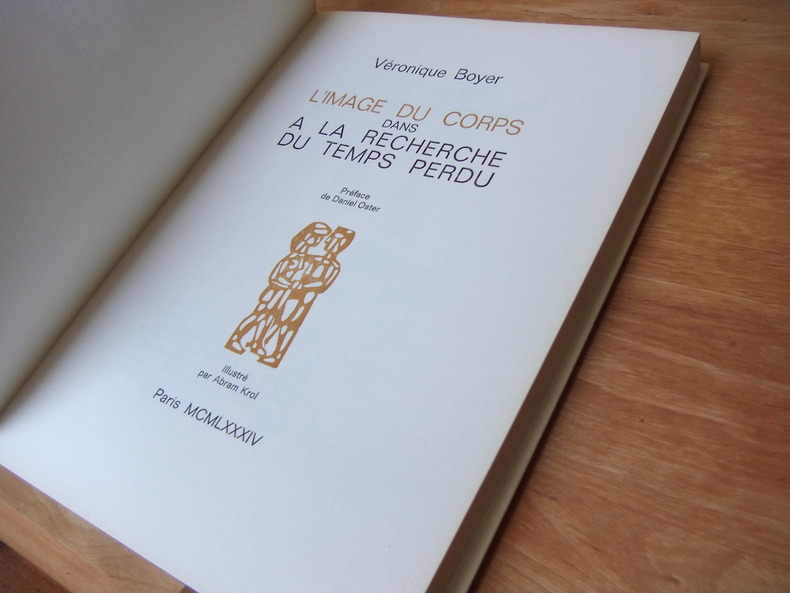 Véronique Boyer
L'IMAGE DU CORPS
DANS
A LA RECHERCHE
DU TEMPS PERDU
Préface
de Daniel Oster
Illustré
par Abram Krol
Paris MCMLXXXIV